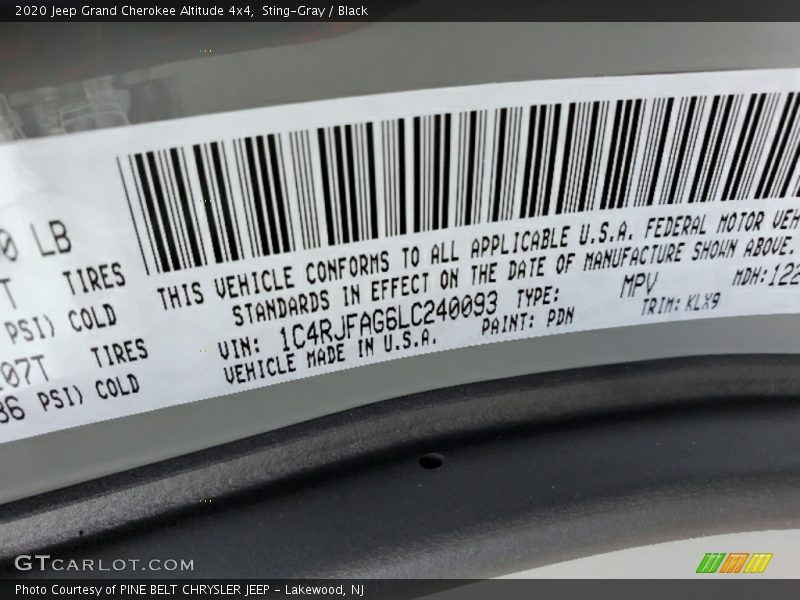 2020 Jeep Grand Cherokee Altitude 4x4, Sting-Gray / Black
0 LB
T TIRES
PSI) COLD
07T TIRES
36 PSI) COLD
THIS VEHICLE CONFORMS TO ALL APPLICABLE U.S.A. FEDERAL MOTOR VEH
STANDARDS IN EFFECT ON THE DATE OF MANUFACTURE SHOWN ABOVE.
VIN: 1C4RJFAG6LC240093 TYPE: MPV MDH:122
VEHICLE MADE IN U.S.A. PAINT: PDN TRIM: KLX9
GTCARLOT.COM
Photo Courtesy of PINE BELT CHRYSLER JEEP - Lakewood, NJ